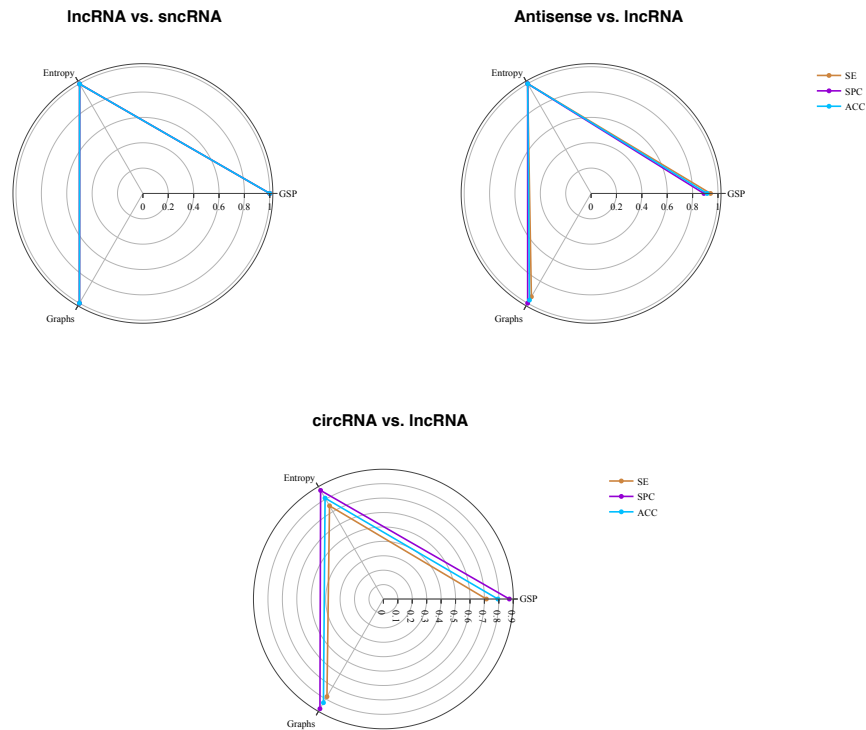 lncRNA vs. sncRNA
Antisense vs. lncRNA
Entropy
GSP
0 0.2 0.4 0.6 0.8 1
Graphs
Entropy
GSP
0 0.2 0.4 0.6 0.8 1
Graphs
SE
SPC
ACC
circRNA vs. lncRNA
Entropy
GSP
0 0.1 0.2 0.3 0.4 0.5 0.6 0.7 0.8 0.9
Graphs
SE
SPC
ACC